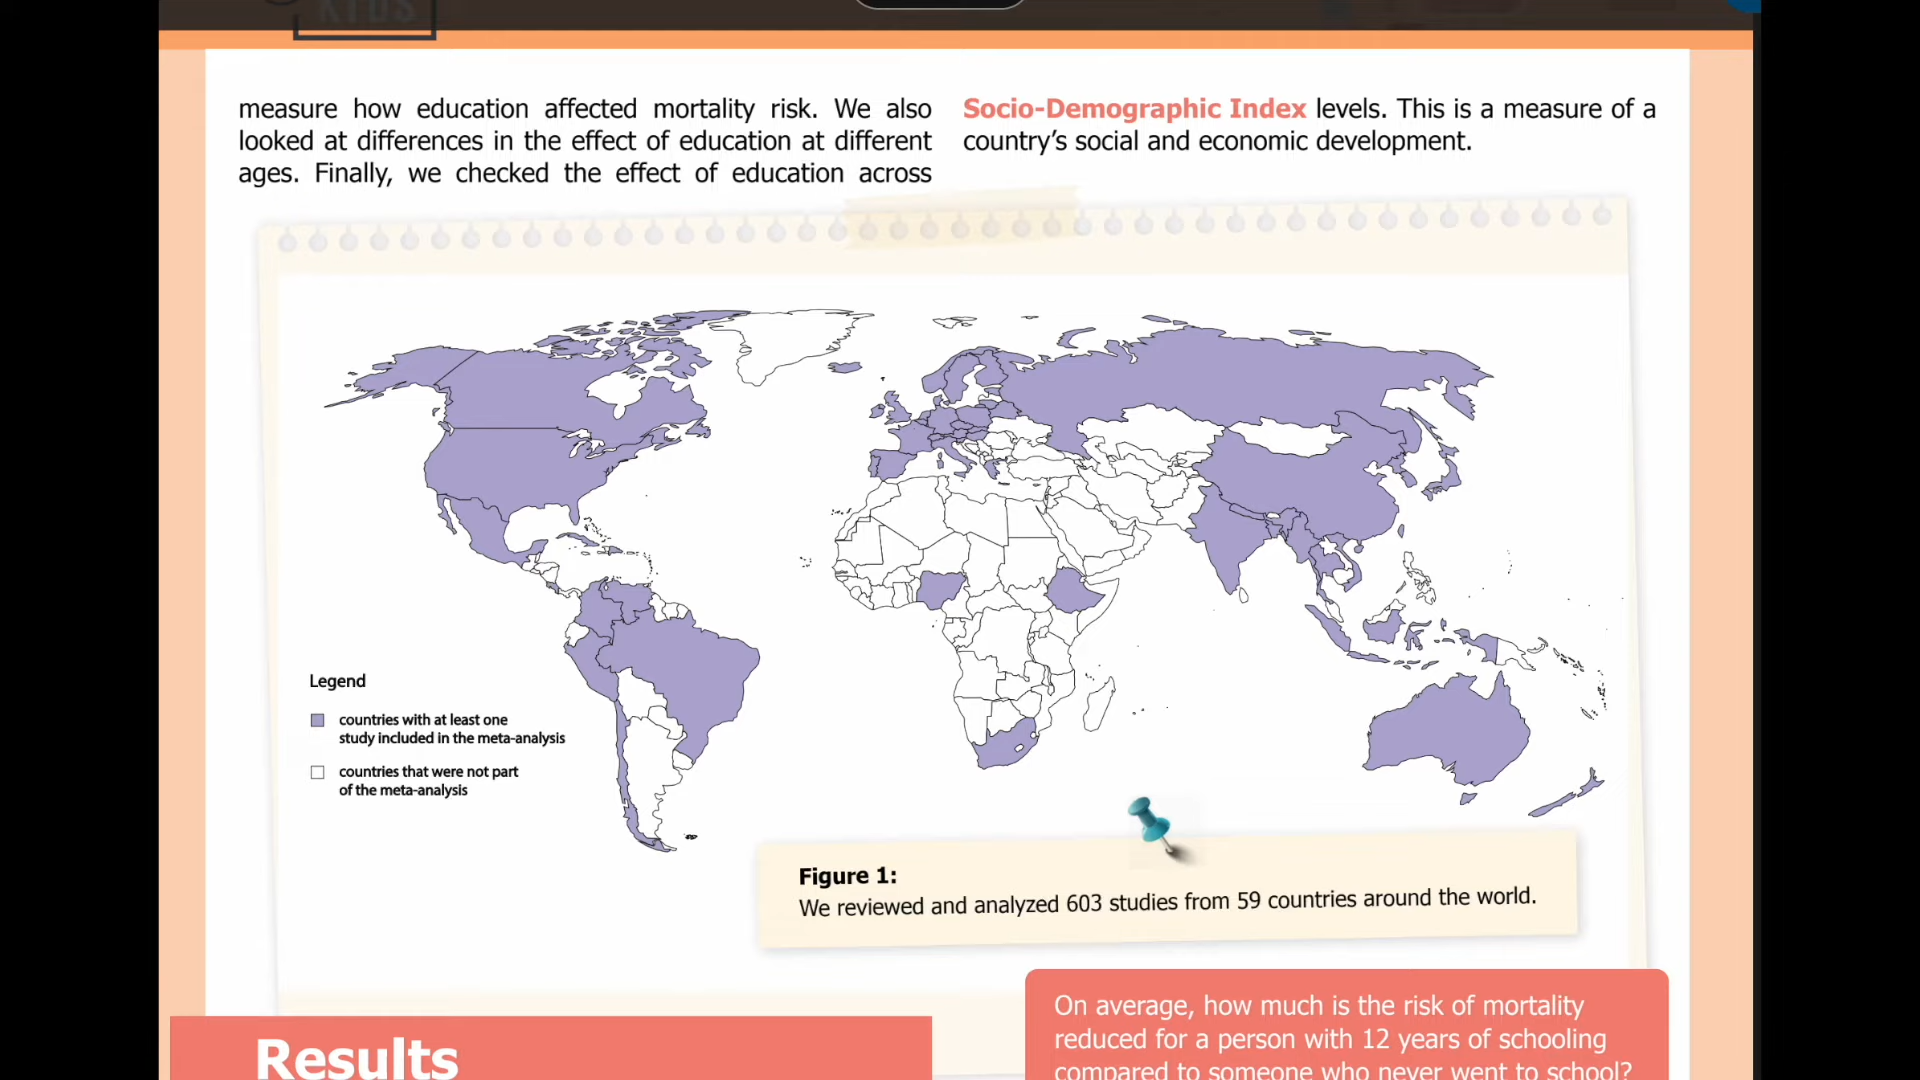 KIDS
measure how education affected mortality risk. We also
looked at differences in the effect of education at different
ages. Finally, we checked the effect of education across
Socio-Demographic Index levels. This is a measure of a
country's social and economic development.
Legend
countries with at least one
study included in the meta-analysis
countries that were not part
of the meta-analysis
Figure 1:
We reviewed and analyzed 603 studies from 59 countries around the world.
Results
On average, how much is the risk of mortality
reduced for a person with 12 years of schooling
compared to someone who never went to school?